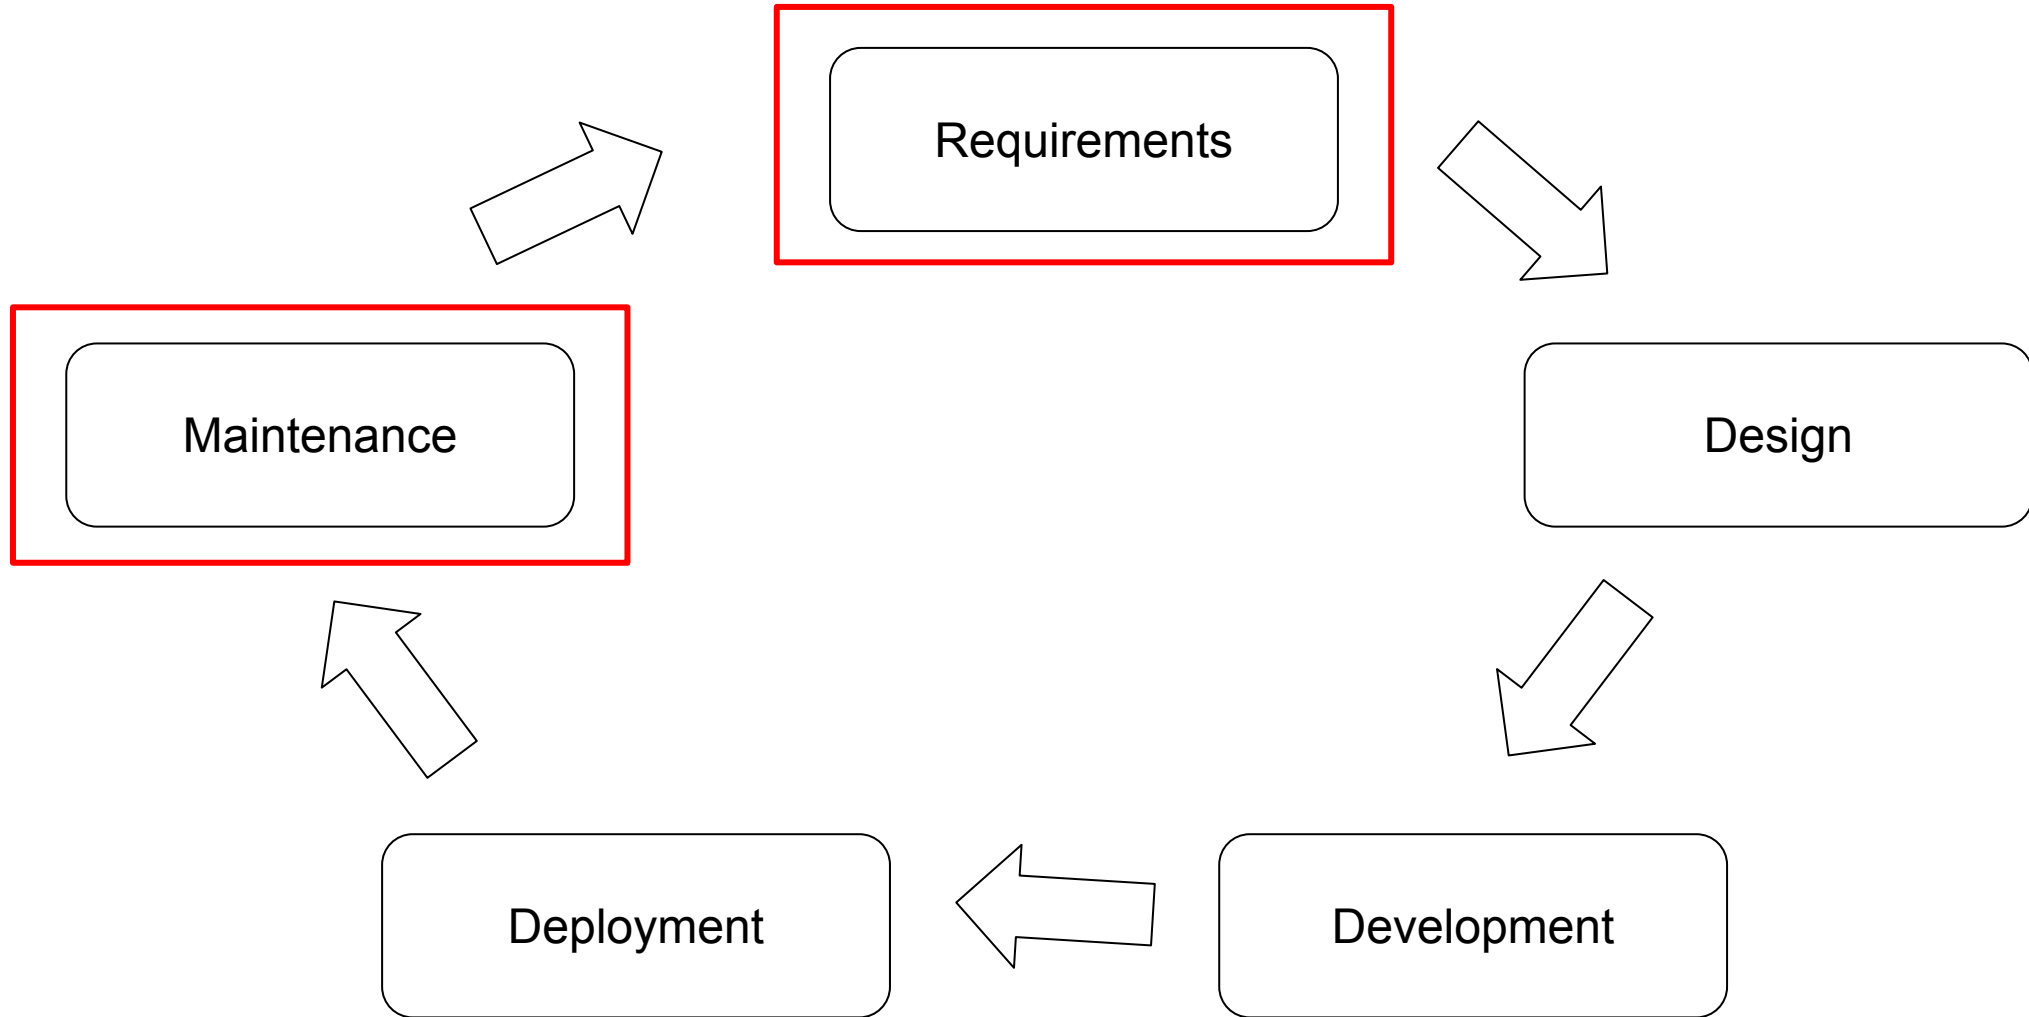 Requirements
Maintenance
Design
Deployment
Development